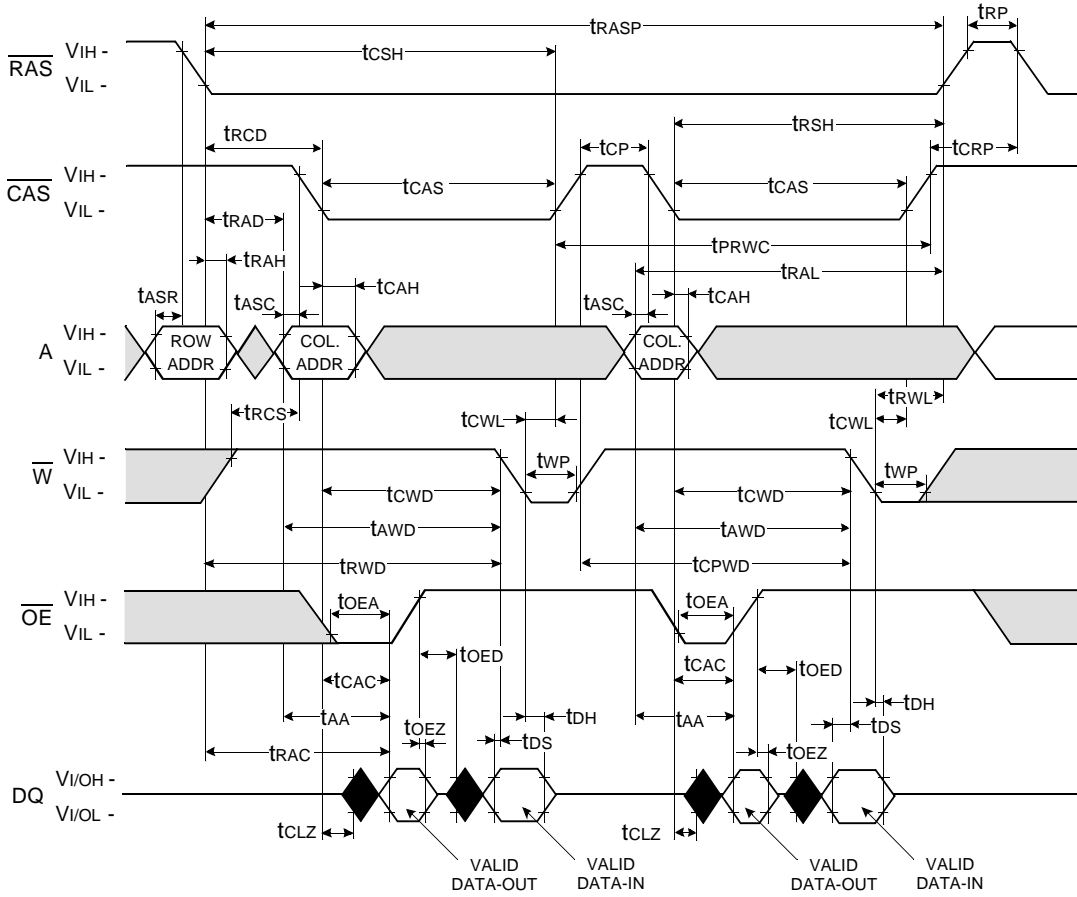 tRASP
tRP
RAS
VIH -
VIL -
tCSH
tRCD
tRSH
tCP
tCRP
CAS
VIH -
VIL -
tCAS
tCAS
tRAD
tPRWC
tRAH
tRAL
tASR
tASC
tCAH
tASC
tCAH
A
VIH -
VIL -
ROW
ADDR
COL.
ADDR
COL.
ADDR
tRCS
tCWL
tRWL
tCWL
W
VIH -
VIL -
tWP
tWP
tCWD
tCWD
tAWD
tAWD
tRWD
tCPWD
OE
VIH -
VIL -
tOEA
tOEA
tOED
tCAC
tCAC
tOED
tAA
tOEZ
tDH
tAA
tDH
tDS
tDS
tRAC
tOEZ
DQ
VI/OH -
VI/OL -
tCLZ
tCLZ
VALID
DATA-OUT
VALID
DATA-IN
VALID
DATA-OUT
VALID
DATA-IN